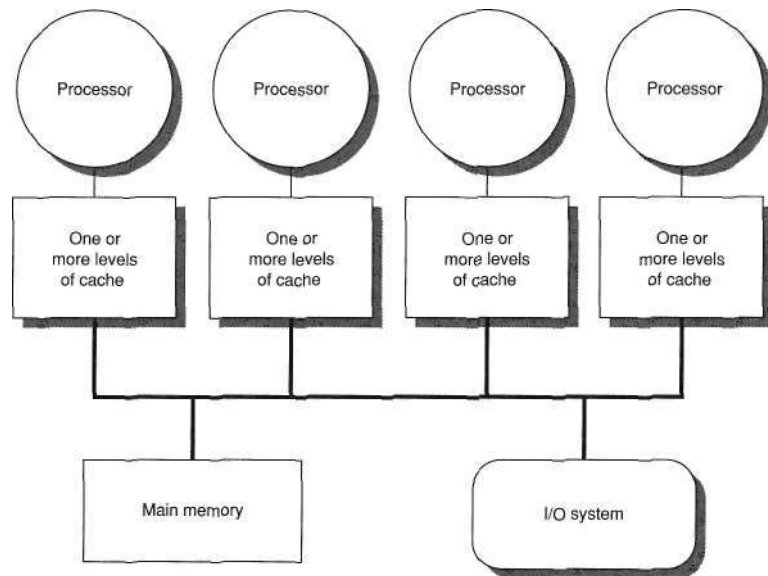 Processor
Processor
Processor
Processor
One or
more levels
of cache
One or
more levels
of cache
One or
more levels
of cache
One or
more levels
of cache
Main memory
I/O system